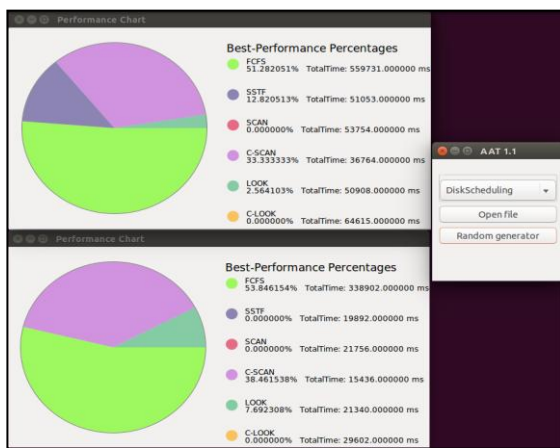 Performance Chart
Best-Performance Percentages
FCFS
51.282051% TotalTime: 559731.000000 ms
SSTF
12.820513% TotalTime: 51053.000000 ms
SCAN
0.000000% TotalTime: 53754.000000 ms
C-SCAN
33.333333% TotalTime: 36764.000000 ms
LOOK
2.564103% TotalTime: 50908.000000 ms
C-LOOK
0.000000% TotalTime: 64615.000000 ms
AAT 1.1
DiskScheduling
Open file
Random generator
Performance Chart
Best-Performance Percentages
FCFS
53.846154% TotalTime: 338902.000000 ms
SSTF
0.000000% TotalTime: 19892.000000 ms
SCAN
0.000000% TotalTime: 21756.000000 ms
C-SCAN
38.461538% TotalTime: 15436.000000 ms
LOOK
7.692308% TotalTime: 21340.000000 ms
C-LOOK
0.000000% TotalTime: 29602.000000 ms